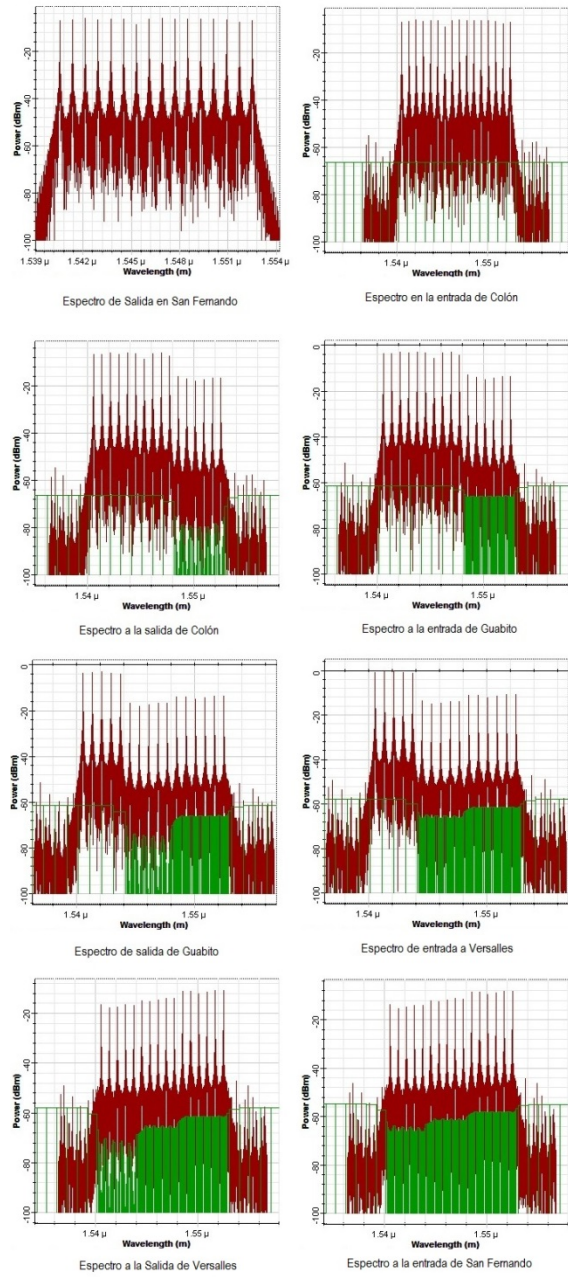 Power (dBm)
-20
-40
-60
-80
-100
1.539 µ 1.542 µ 1.545 µ 1.548 µ 1.551 µ 1.554 µ
Wavelength (m)
Espectro de Salida en San Fernando
Power (dBm)
-20
-40
-60
-80
-100
1.54 µ 1.55 µ
Wavelength (m)
Espectro en la entrada de Colón
Power (dBm)
-20
-40
-60
-80
-100
1.54 µ 1.55 µ
Wavelength (m)
Espectro a la salida de Colón
Power (dBm)
0
-20
-40
-60
-80
-100
1.54 µ 1.55 µ
Wavelength (m)
Espectro a la entrada de Guabito
Power (dBm)
0
-20
-40
-60
-80
-100
1.54 µ 1.55 µ
Wavelength (m)
Espectro de salida de Guabito
Power (dBm)
0
-20
-40
-60
-80
-100
1.54 µ 1.55 µ
Wavelength (m)
Espectro de entrada a Versalles
Power (dBm)
-20
-40
-60
-80
-100
1.54 µ 1.55 µ
Wavelength (m)
Espectro a la Salida de Versalles
Power (dBm)
-20
-40
-60
-80
-100
1.54 µ 1.55 µ
Wavelength (m)
Espectro a la entrada de San Fernando